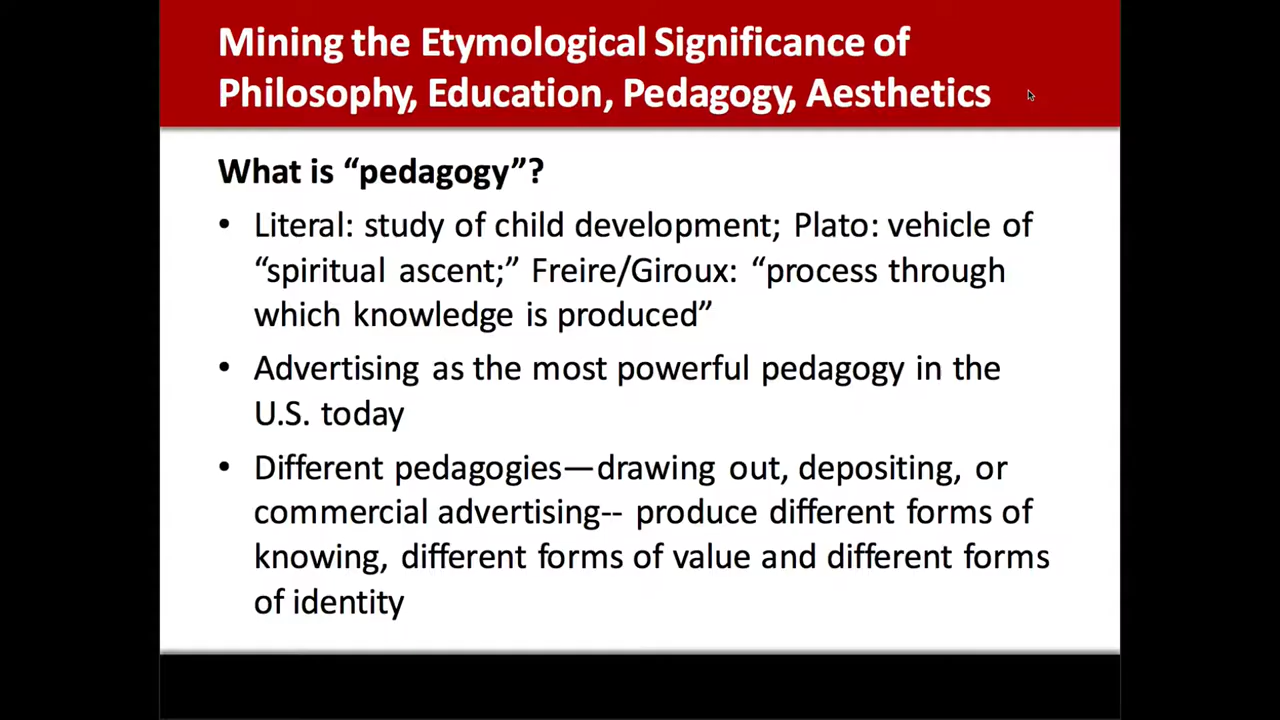 Mining the Etymological Significance of
Philosophy, Education, Pedagogy, Aesthetics
What is “pedagogy”?
• Literal: study of child development; Plato: vehicle of
“spiritual ascent;” Freire/Giroux: “process through
which knowledge is produced”
• Advertising as the most powerful pedagogy in the
U.S. today
• Different pedagogies—drawing out, depositing, or
commercial advertising-- produce different forms of
knowing, different forms of value and different forms
of identity